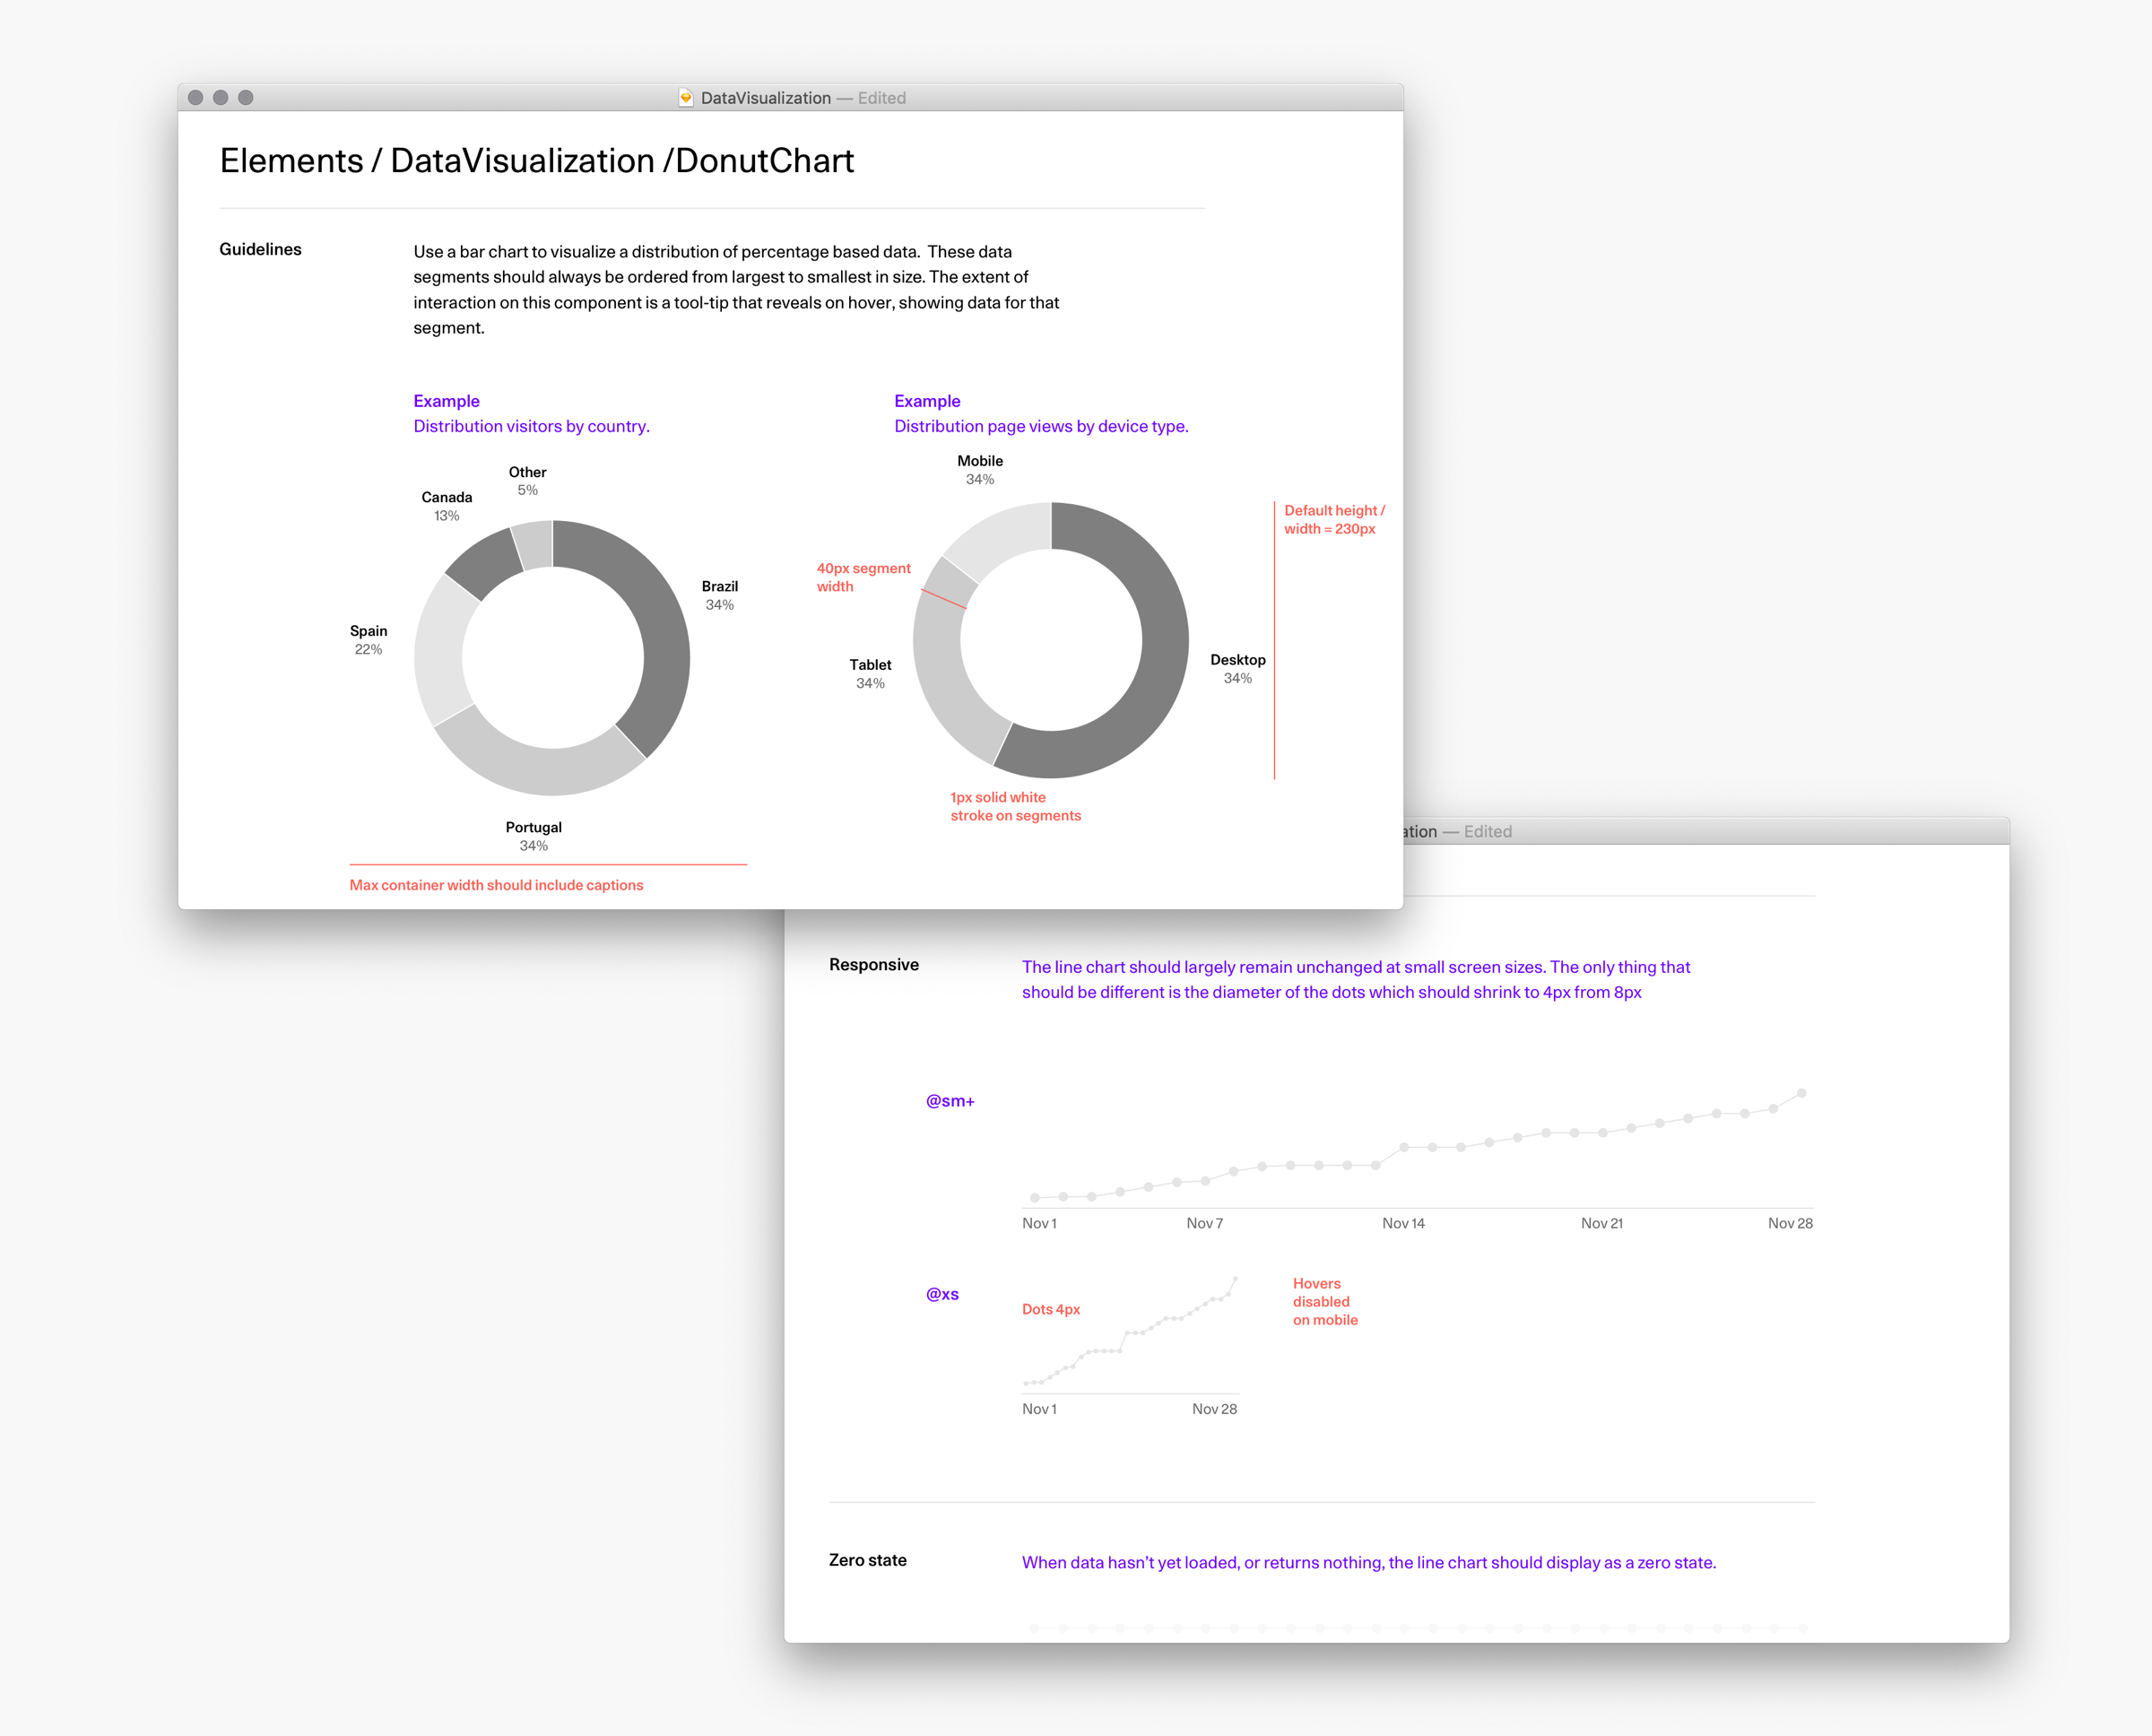 DataVisualization — Edited
Elements / DataVisualization /DonutChart
Guidelines
Use a bar chart to visualize a distribution of percentage based data.  These data
segments should always be ordered from largest to smallest in size. The extent of
interaction on this component is a tool-tip that reveals on hover, showing data for that
segment.
Example
Distribution visitors by country.
Other
5%
Canada
13%
Brazil
34%
Spain
22%
Portugal
34%
Max container width should include captions
Example
Distribution page views by device type.
Mobile
34%
Default height /
width = 230px
40px segment
width
Tablet
34%
Desktop
34%
1px solid white
stroke on segments
ation — Edited
Responsive
The line chart should largely remain unchanged at small screen sizes. The only thing that
should be different is the diameter of the dots which should shrink to 4px from 8px
@sm+
Nov 1
Nov 7
Nov 14
Nov 21
Nov 28
@xs
Dots 4px
Hovers
disabled
on mobile
Nov 1
Nov 28
Zero state
When data hasn’t yet loaded, or returns nothing, the line chart should display as a zero state.